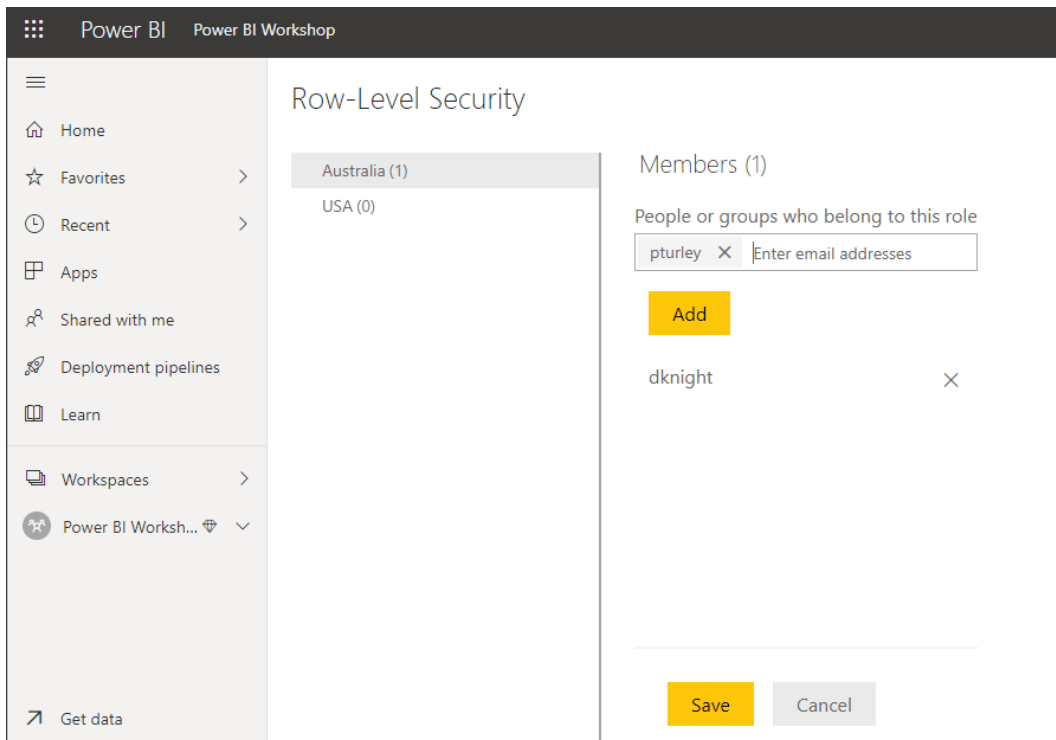 Power BI Power BI Workshop
Home
Favorites
Recent
Apps
Shared with me
Deployment pipelines
Learn
Workspaces
Power BI Worksh...
Get data
Row-Level Security
Australia (1)
USA (0)
Members (1)
People or groups who belong to this role
pturley Enter email addresses
Add
dknight
Save Cancel